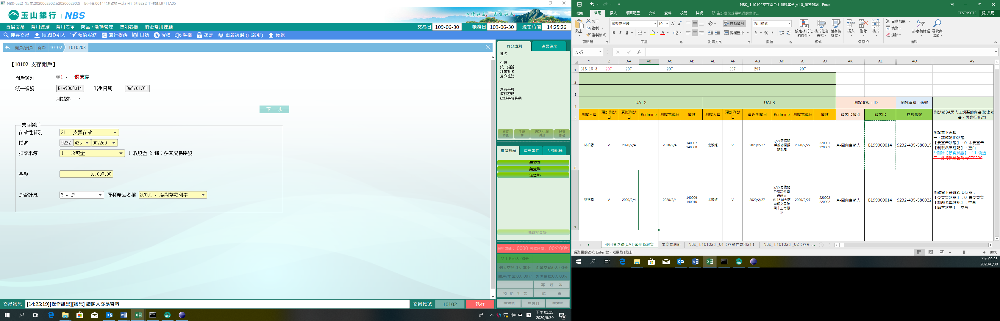 NBS-uat2 (版本:2020062902.b2020062902) 使用者:00144(測試櫃一戊) 分行別:9232 工作站:L9711A05
玉山銀行 | NBS
心清如玉 義重如山
自選交易 常用連結 常用表單 商品 / 活動管理 智能客服 消金常用連結
交易日 109-06-30 帳務日 109-06-30 現在時間 14:25:26
搜尋交易 帳號ID引入 預約服務 蒞行提醒 日誌 授權 廣播 鎖定 重啟週邊 (已啟動) 簽退
開戶/銷戶 開戶 10102 1010203
【10102 支存開戶】
開戶類別 1 - 一般支存
統一編號 B199000014 出生日期 088/01/01
測試張一一
下一步
支存開戶
存款性質別 21 - 支票存款
帳號 9232 435 002260
扣款來源 1 - 收現金 1-收現金 2-銷：多筆交易序號
金額 10,000.00
是否計息 Y - 是 優利產品名稱 ZC001 - 活期存款利率
身分識別 產品往來
姓名
生日
統一編號
理專姓名
身分註記
注意事項
簡訊密碼
近期事故異動
顧客資訊 手續費 通路/共同行銷 顧客影像
推薦商品 重要事件 互動記錄
無資料
無資料
無資料
一般轉介登錄
服務號碼： 0000 等候時間： 00分00秒
V I P:0人 00分
個人交易:0人 00分 企業交易:0人 00分
開戶/申請:0人 00分 外匯業務:0人 00分
再 呼 叫
預 約 叫 號 結 束
無資料 無資料 無資料
交易訊息 [14:25:19][操作訊息][訊息] 請輸入交易資料
交易代號 10102 執行
中 下午 02:25
2020/6/30
4
NBS_【10102支存開戶】測試案例_v1.0_測資盤點 - Excel
檔案 常用 插入 版面配置 公式 資料 校閱 檢視 告訴我您想要執行的動作...
TEST19072 共用
貼上 剪下 複製 複製格式 剪貼簿
微軟正黑體 10 B I U 字型
自動換列 跨欄置中 對齊方式
通用格式 $ % 數值
設定格式化的條件 格式化為表格 儲存格樣式 樣式
插入 刪除 格式 儲存格
自動加總 填滿 清除 排序與篩選 尋找與選取 編輯
AB7 fx
Y Z AA AB AC AD AE AF AG AH AI AJ AK AL AQ AS
1 315-15-3 297 297 297 297 297 297
2
3
4 UAT 2 UAT 3 測試資料：ID 測試資料：帳號
5 測試人員 預計測試日 實際測試日 Redmine 測試完成日 備註 測試人員 預計測試日 實際測試日 Redmine 測試完成日 備註 顧客ID類別 顧客ID 存款帳號 測試前BA需人工調整的內容(貼上前
容，再進行修改)
6 林柏聰 V 2020/2/4 2020/2/4 140007
140008
尤淑姬 V 2020/2/27
2/27寄信開
戶成功有錯
誤訊息
2020/2/27 220001
220001
A-國內自然人 B199000014 9232-435-580015
測試當下處理：
一、請確認ID狀態：
【受宣告狀態】：0-未受宣告
【制裁名單註記】：空白
**刪除【顧客狀態】：11-偽造
二、將行業編號改為070200
7 林柏聰 V 2020/2/4 2020/2/4 140009
140010
尤淑姬 V 2020/2/27
2/27寄信開
戶成功有錯
誤訊息
#11616大額
申報交易時
間未正常顯
示
2020/2/27 220002
220002
A-國內自然人 B199000014 9232-435-580022
測試當下請確認ID狀態：
【受宣告狀態】：0-未受宣告
【制裁名單註記】：空白
【顧客狀態】：空白
使用者測試(UAT)案例＆報告 本交易統計 NBS_【10102】_01【存款性質別21】 NBS_【10102】_02【存款 ...
選取目的後按 Enter 鍵，或選取 [貼上]
80%
下午 02:25
2020/6/30